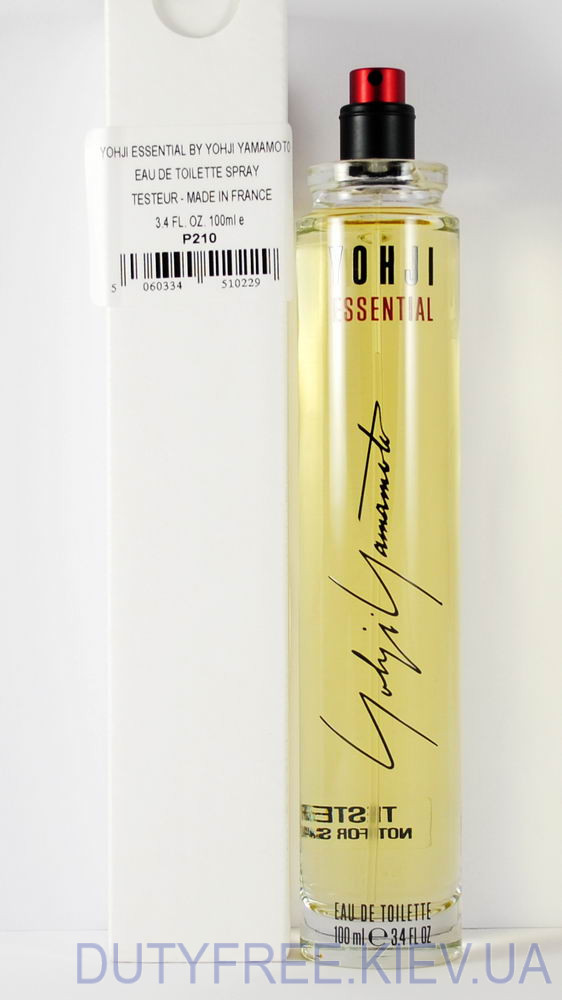 YOHJI ESSENTIAL BY YOHJI YAMAMOTO
EAU DE TOILETTE SPRAY
TESTEUR - MADE IN FRANCE
3.4 FL. OZ. 100ml e
P210
5 060334 510229
YOHJI
ESSENTIAL
Yohji Yamamoto
TESTER
NOT FOR
EAU DE TOILETTE
100 ml e 3.4 FL OZ
DUTYFREE.КIEV.UA